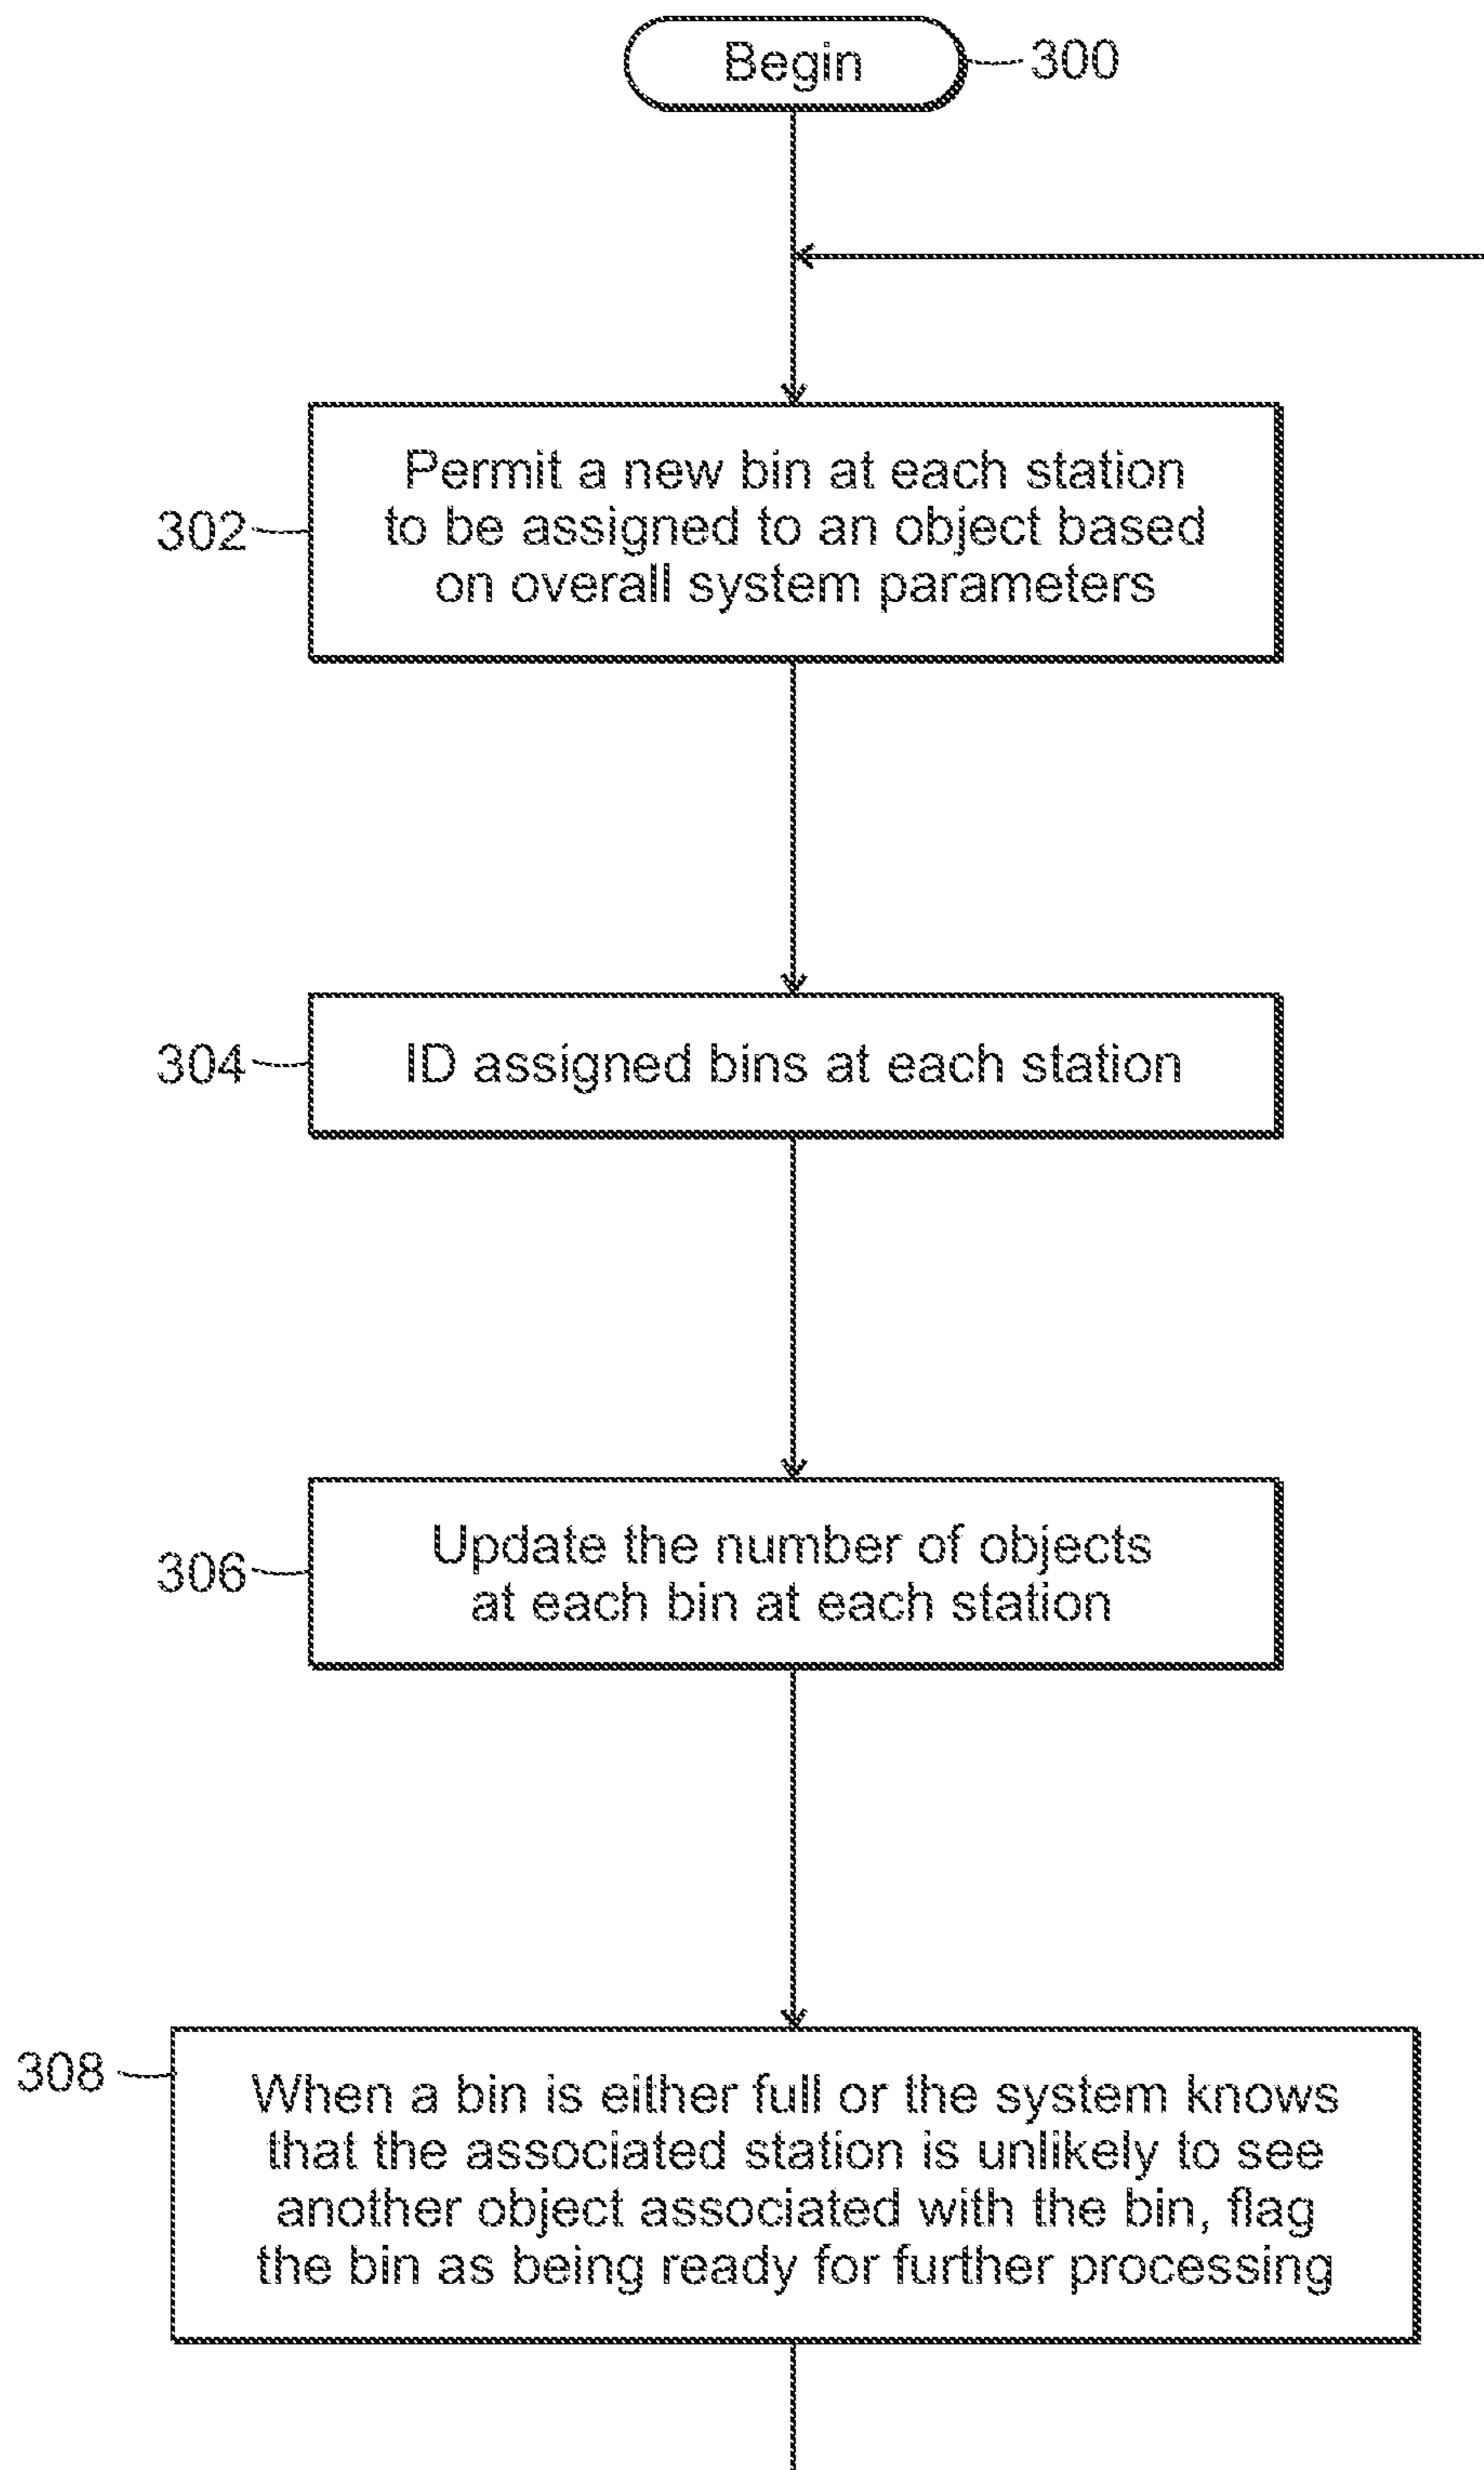 Begin
300
302
Permit a new bin at each station
to be assigned to an object based
on overall system parameters
304
ID assigned bins at each station
306
Update the number of objects
at each bin at each station
308
When a bin is either full or the system knows
that the associated station is unlikely to see
another object associated with the bin, flag
the bin as being ready for further processing